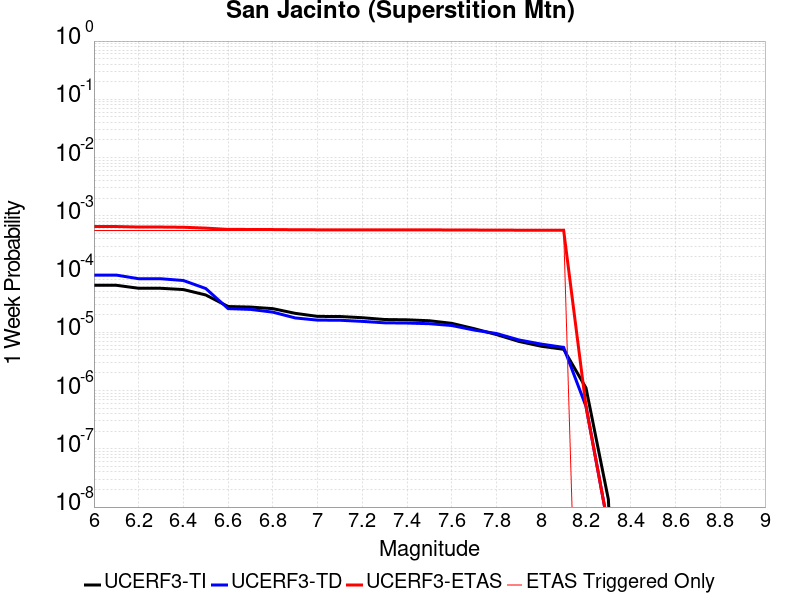 San Jacinto (Superstition Mtn)
10^0
10^-1
10^-2
10^-3
10^-4
10^-5
10^-6
10^-7
10^-8
1 Week Probability
6 6.2 6.4 6.6 6.8 7 7.2 7.4 7.6 7.8 8 8.2 8.4 8.6 8.8 9
Magnitude
UCERF3-TI UCERF3-TD UCERF3-ETAS ETAS Triggered Only